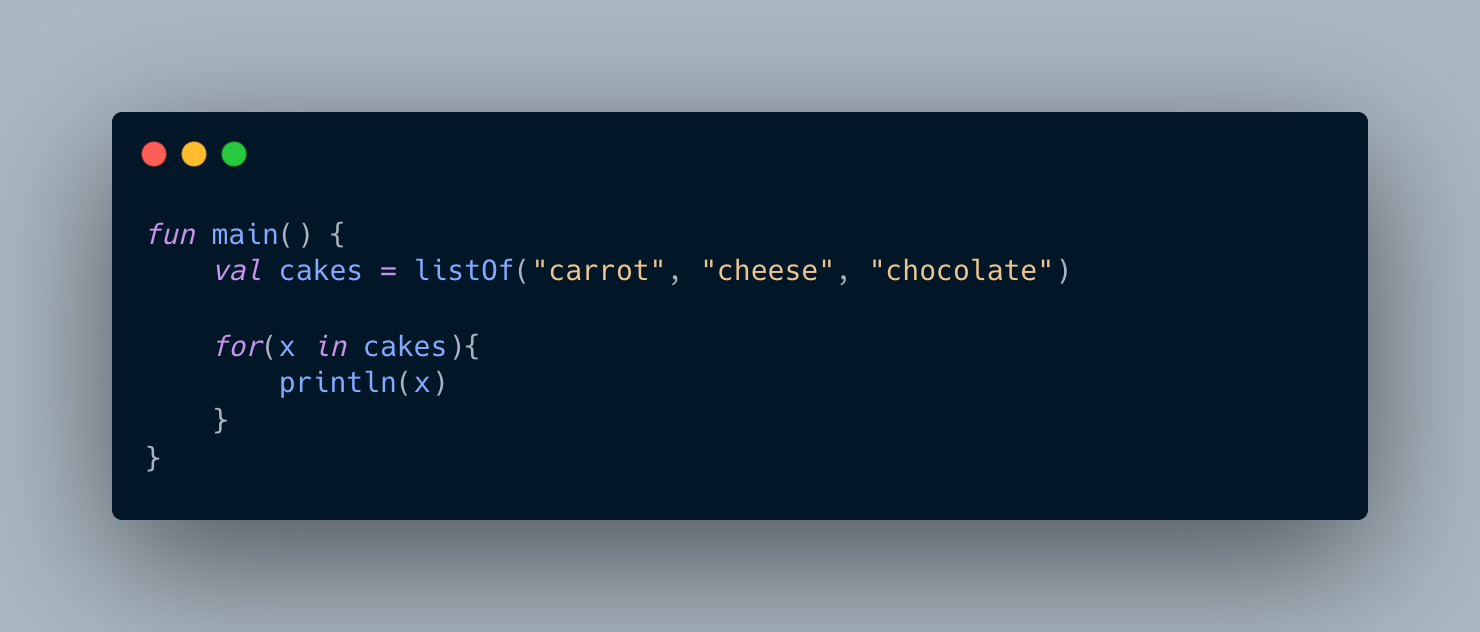 fun main() {
    val cakes = listOf("carrot", "cheese", "chocolate")

    for(x in cakes){
        println(x)
    }
}